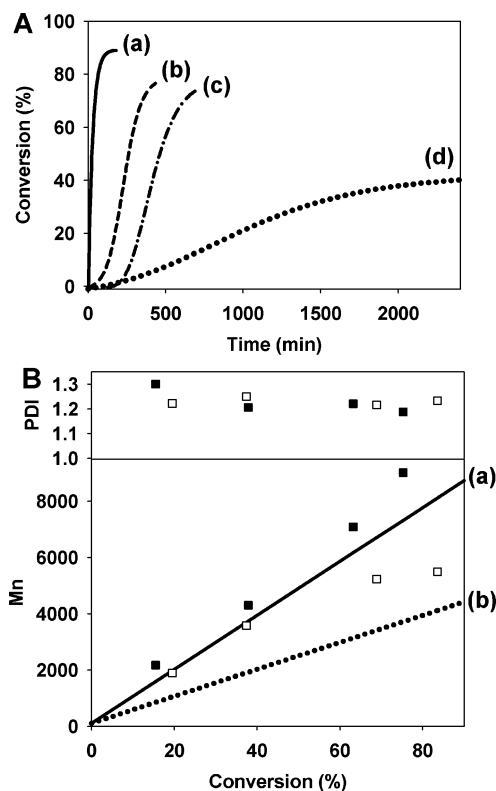 A
100
80
60
40
20
0
Conversion (%)
(a)
(b)
(c)
(d)
0 500 1000 1500 2000
Time (min)
B
1.3
1.2
1.1
1.0
PDI
8000
6000
4000
2000
0
Mn
(a)
(b)
0 20 40 60 80
Conversion (%)